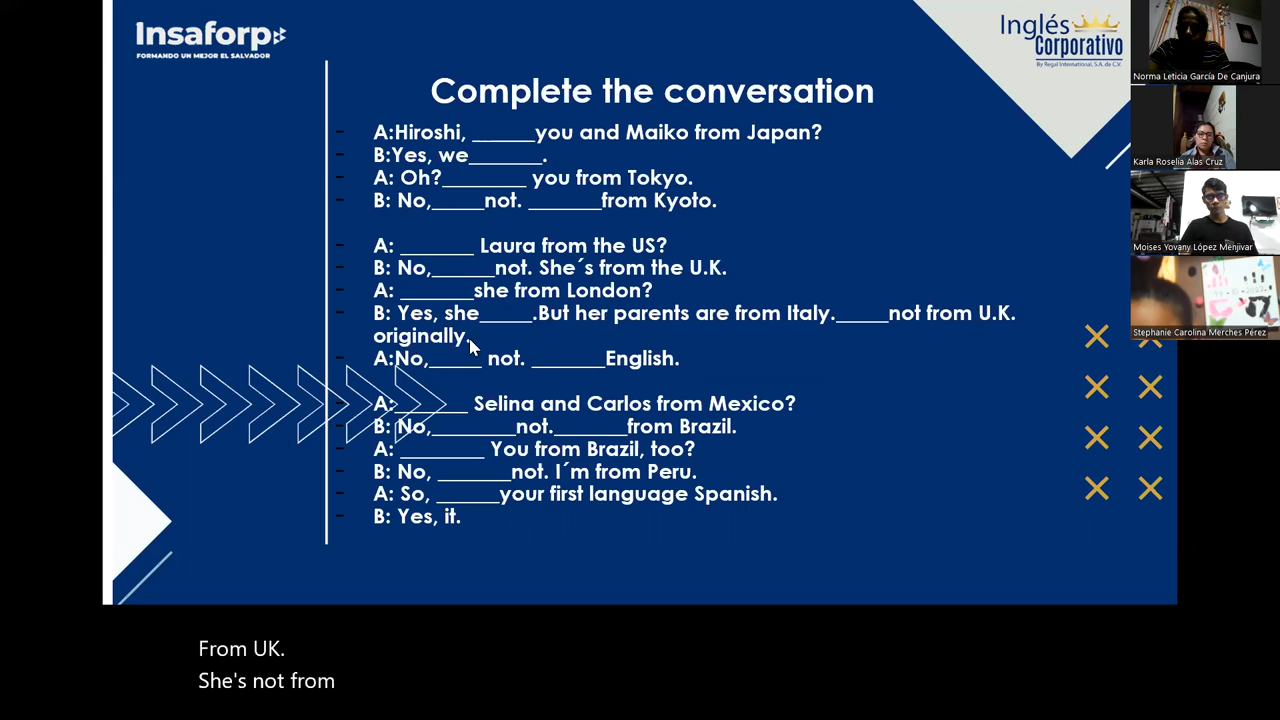 Insaforp
FORMANDO UN MEJOR EL SALVADOR
Inglés
Corporativo
By Regal International, S.A. de C.V.
Complete the conversation
- A:Hiroshi, ______you and Maiko from Japan?
- B:Yes, we_______.
- A: Oh?________ you from Tokyo.
- B: No,_____not. _______from Kyoto.
A: _______ Laura from the US?
- B: No,______not. She´s from the U.K.
- A: _______she from London?
- B: Yes, she_____.But her parents are from Italy._____not from U.K.
originally.
- A:No,_____ not. _______English.
- A:_______ Selina and Carlos from Mexico?
- B: No,________not._______from Brazil.
- A: ________ You from Brazil, too?
- B: No, _______not. I´m from Peru.
- A: So, ______your first language Spanish.
- B: Yes, it.
Norma Leticia García De Canjura
Karla Roselia Alas Cruz
Moises Yovany López Menjivar
Stephanie Carolina Merches Pérez
From UK.
She's not from